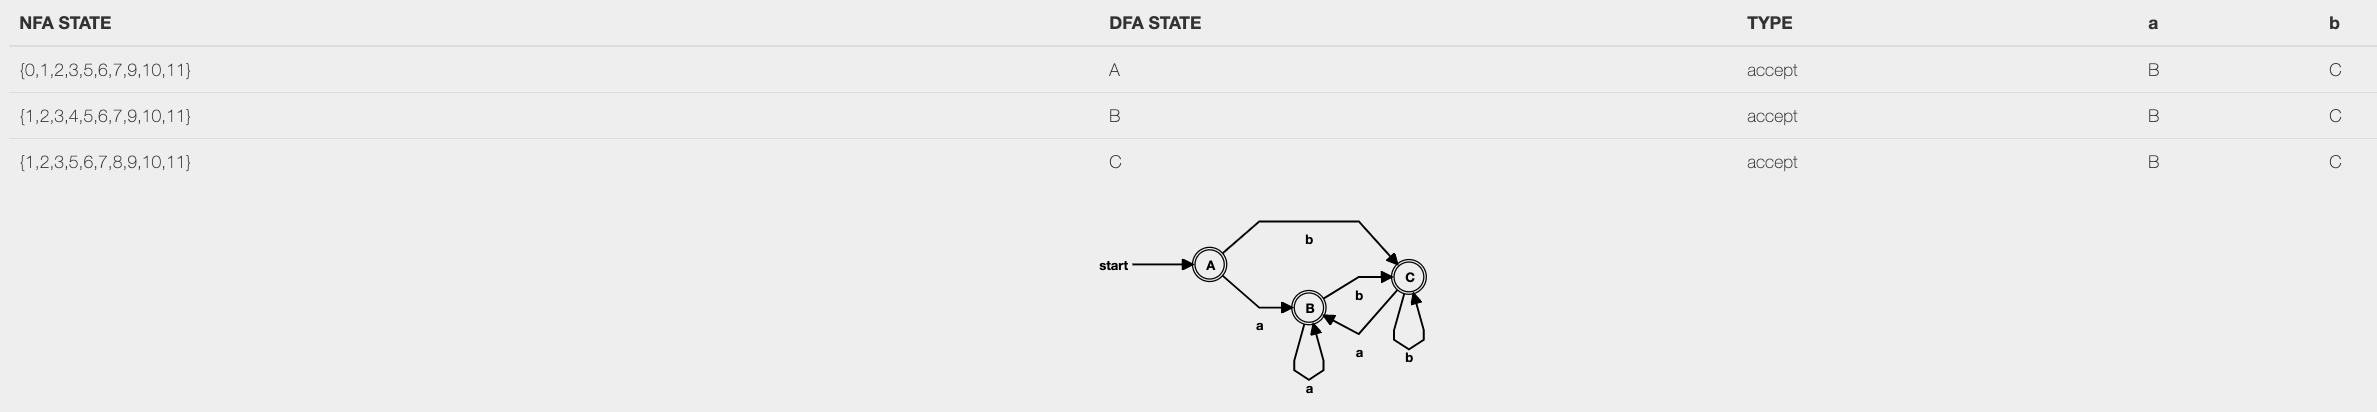 NFA STATE DFA STATE TYPE a b
{0,1,2,3,5,6,7,9,10,11} A accept B C
{1,2,3,4,5,6,7,9,10,11} B accept B C
{1,2,3,5,6,7,8,9,10,11} C accept B C
b
start A C
b
B
a
a b
a